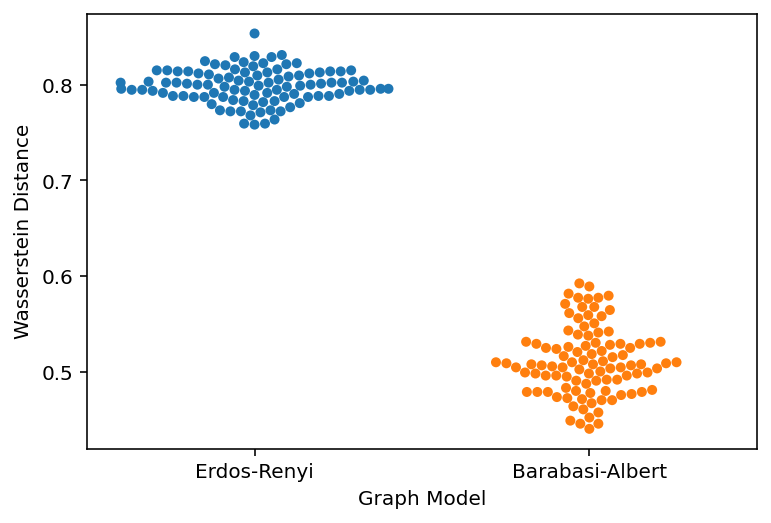 Wasserstein Distance
0.8
0.7
0.6
0.5
Erdos-Renyi
Barabasi-Albert
Graph Model